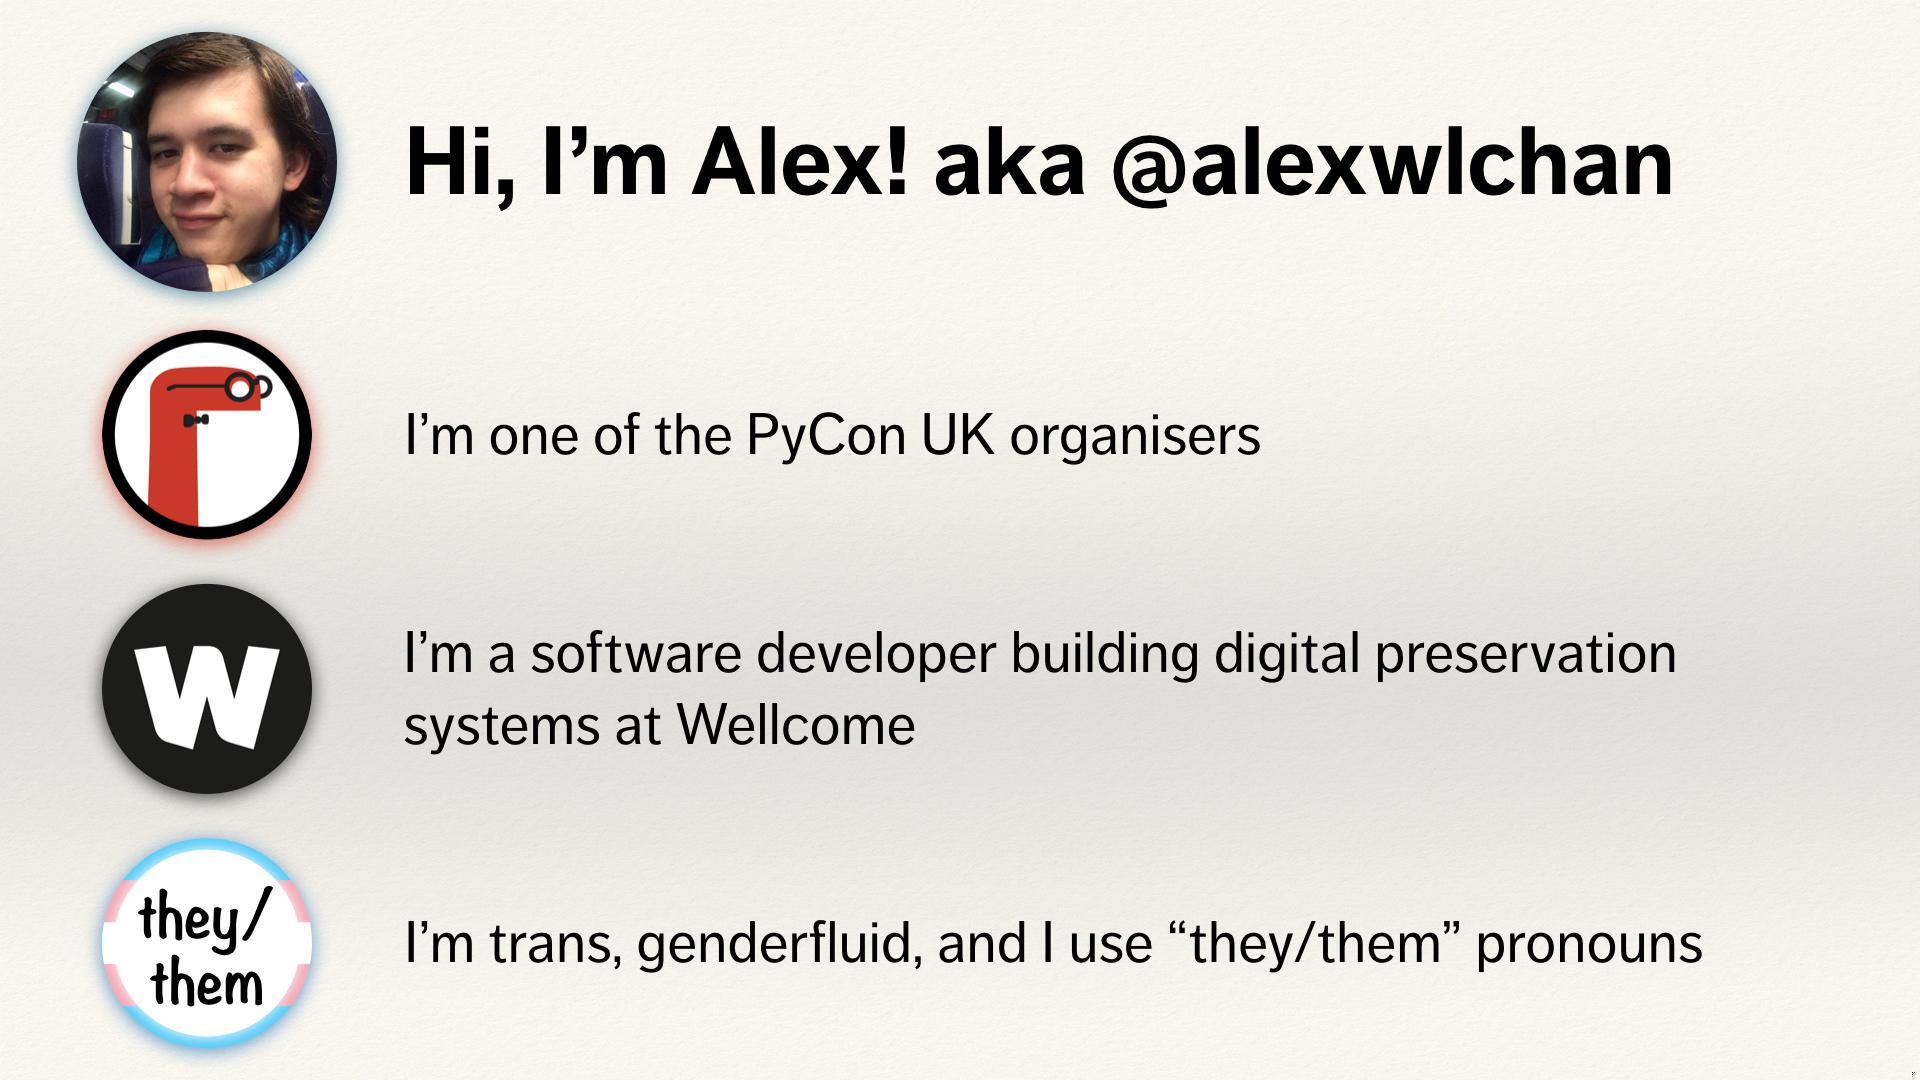 Hi, I’m Alex! aka @alexwlchan
I’m one of the PyCon UK organisers
W
I’m a software developer building digital preservation
systems at Wellcome
they/
them
I’m trans, genderfluid, and I use “they/them” pronouns